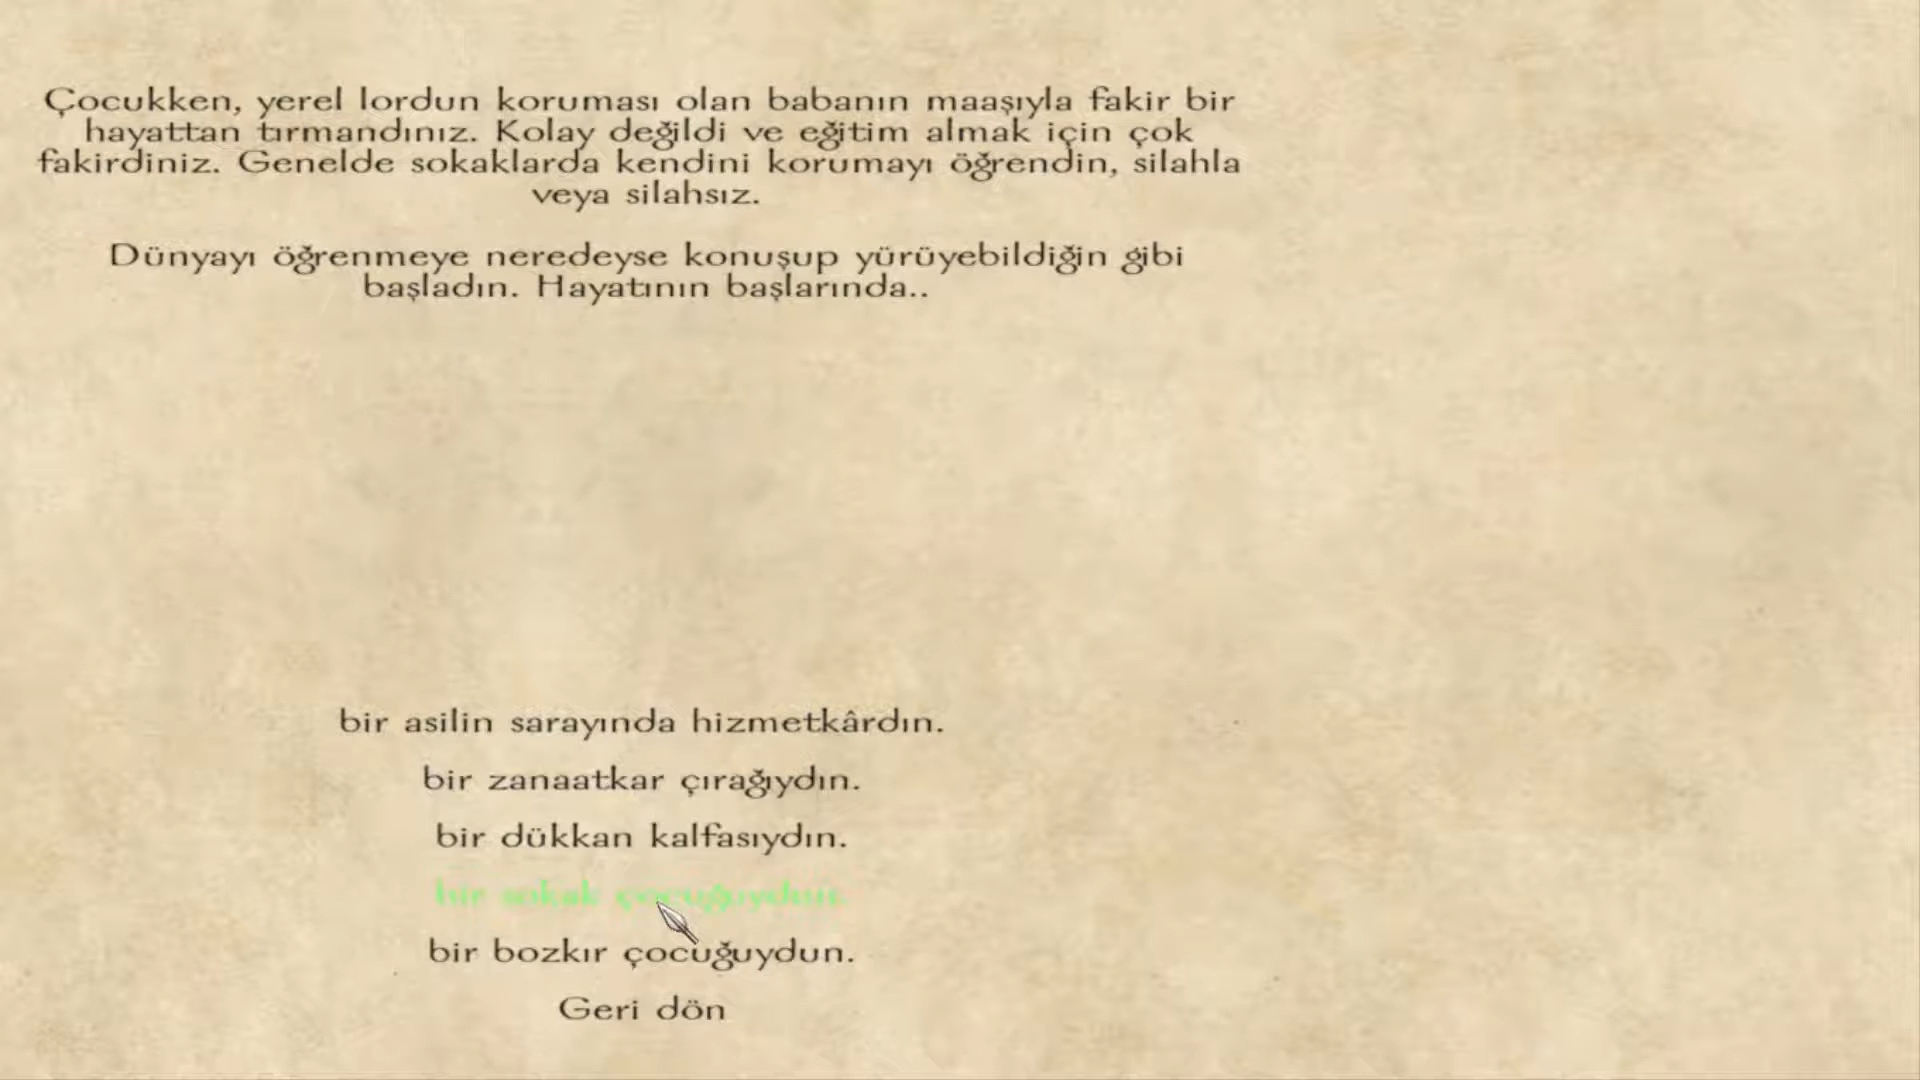 Çocukken, yerel lordun koruması olan babanın maaşıyla fakir bir
hayattan tırmandınız. Kolay değildi ve eğitim almak için çok
fakirdiniz. Genelde sokaklarda kendini korumayı öğrendin, silahla
veya silahsız.
Dünyayı öğrenmeye neredeyse konuşup yürüyebildiğin gibi
başladın. Hayatının başlarında..
bir asilin sarayında hizmetkârdın.
bir zanaatkar çırağıydın.
bir dükkan kalfasıydın.
bir sokak çocuğuydun.
bir bozkır çocuğuydun.
Geri dön